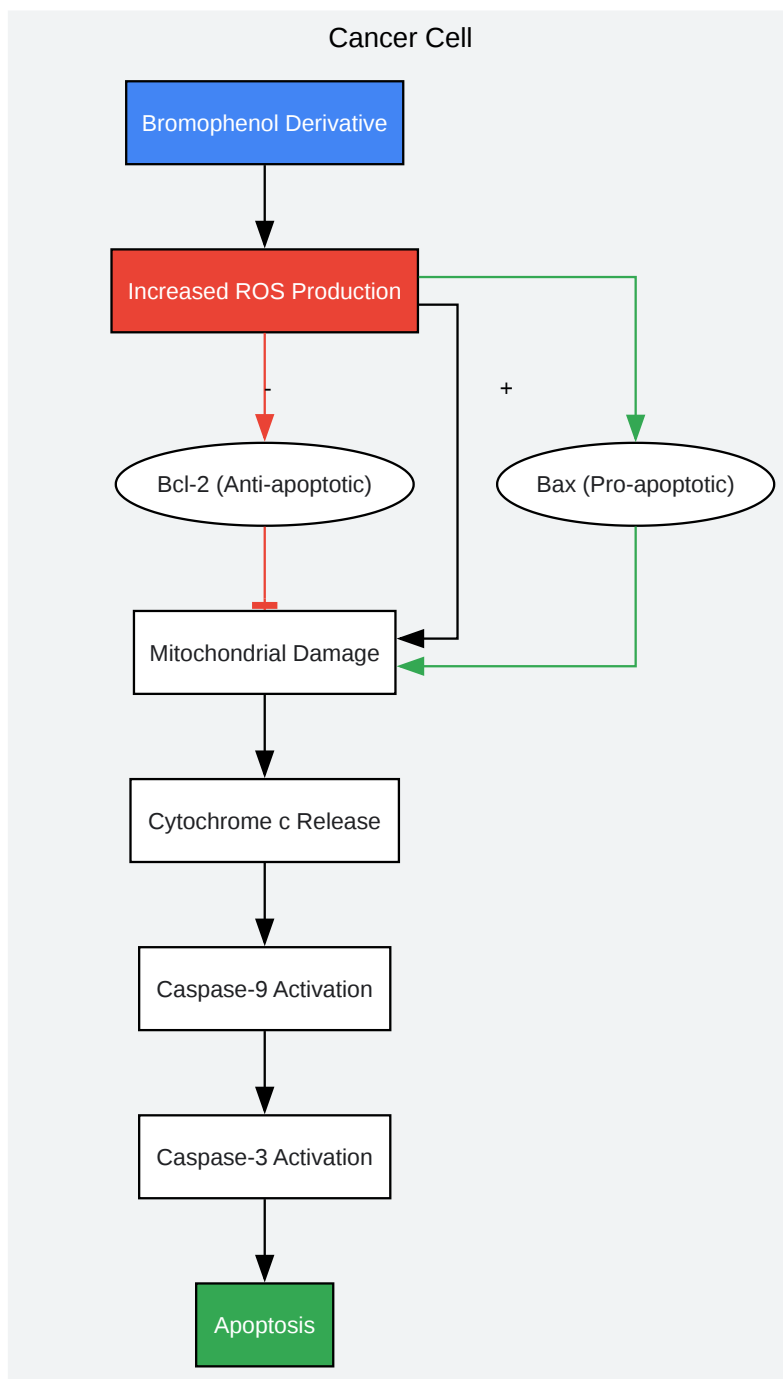 Cancer Cell
Bromophenol Derivative
Increased ROS Production
-
+
Bcl-2 (Anti-apoptotic)
Bax (Pro-apoptotic)
Mitochondrial Damage
Cytochrome c Release
Caspase-9 Activation
Caspase-3 Activation
Apoptosis